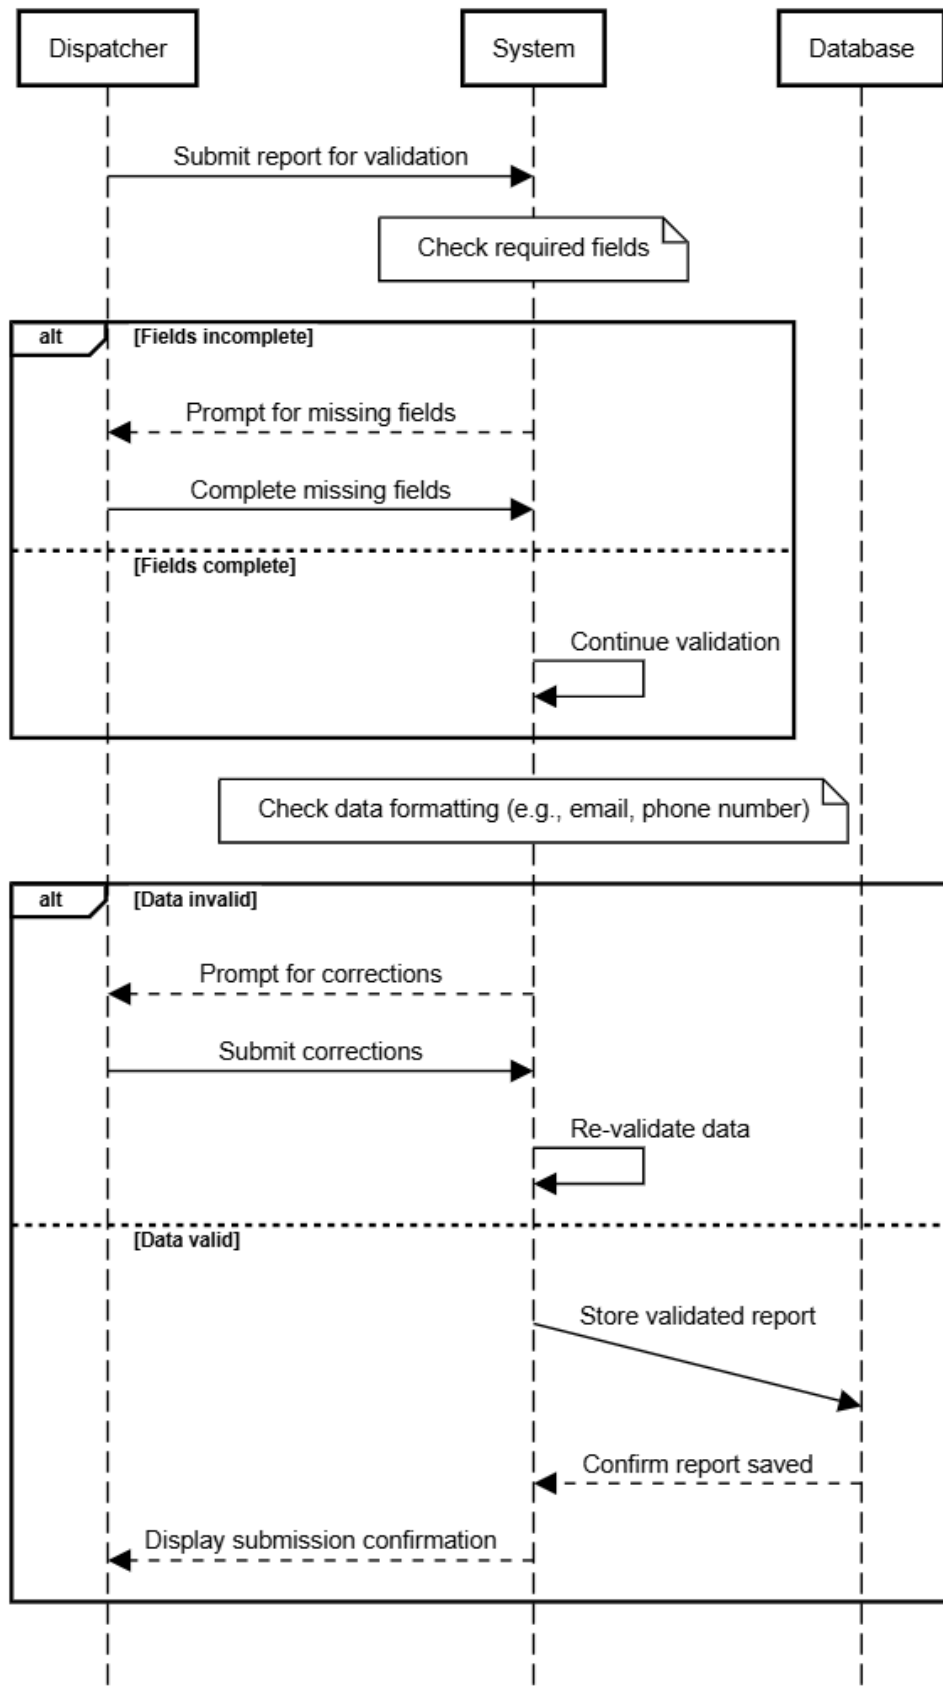 Dispatcher
System
Database
Submit report for validation
Check required fields
alt
[Fields incomplete]
Prompt for missing fields
Complete missing fields
[Fields complete]
Continue validation
Check data formatting (e.g., email, phone number)
alt
[Data invalid]
Prompt for corrections
Submit corrections
Re-validate data
[Data valid]
Store validated report
Confirm report saved
Display submission confirmation